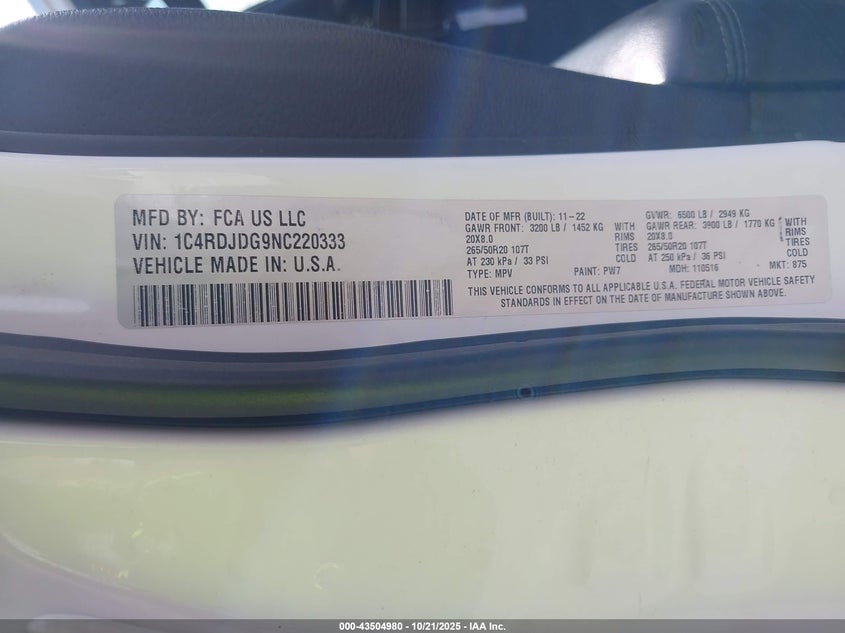 MFD BY: FCA US LLC
VIN: 1C4RDJDG9NC220333
VEHICLE MADE IN: U.S.A.
DATE OF MFR (BUILT): 11-22
GVWR: 6500 LB / 2949 KG
GAWR FRONT: 3200 LB / 1452 KG
20X8.0
265/50R20 107T
AT 230 kPa / 33 PSI
WITH
RIMS
TIRES
COLD
GAWR REAR: 3900 LB / 1770 KG
20X8.0
265/50R20 107T
AT 250 kPa / 36 PSI
WITH
RIMS
TIRES
COLD
TYPE: MPV PAINT: PW7 MDH: 110516 MKT: 875
THIS VEHICLE CONFORMS TO ALL APPLICABLE U.S.A. FEDERAL MOTOR VEHICLE SAFETY
STANDARDS IN EFFECT ON THE DATE OF MANUFACTURE SHOWN ABOVE.
000-43504980 - 10/21/2025 - IAA Inc.